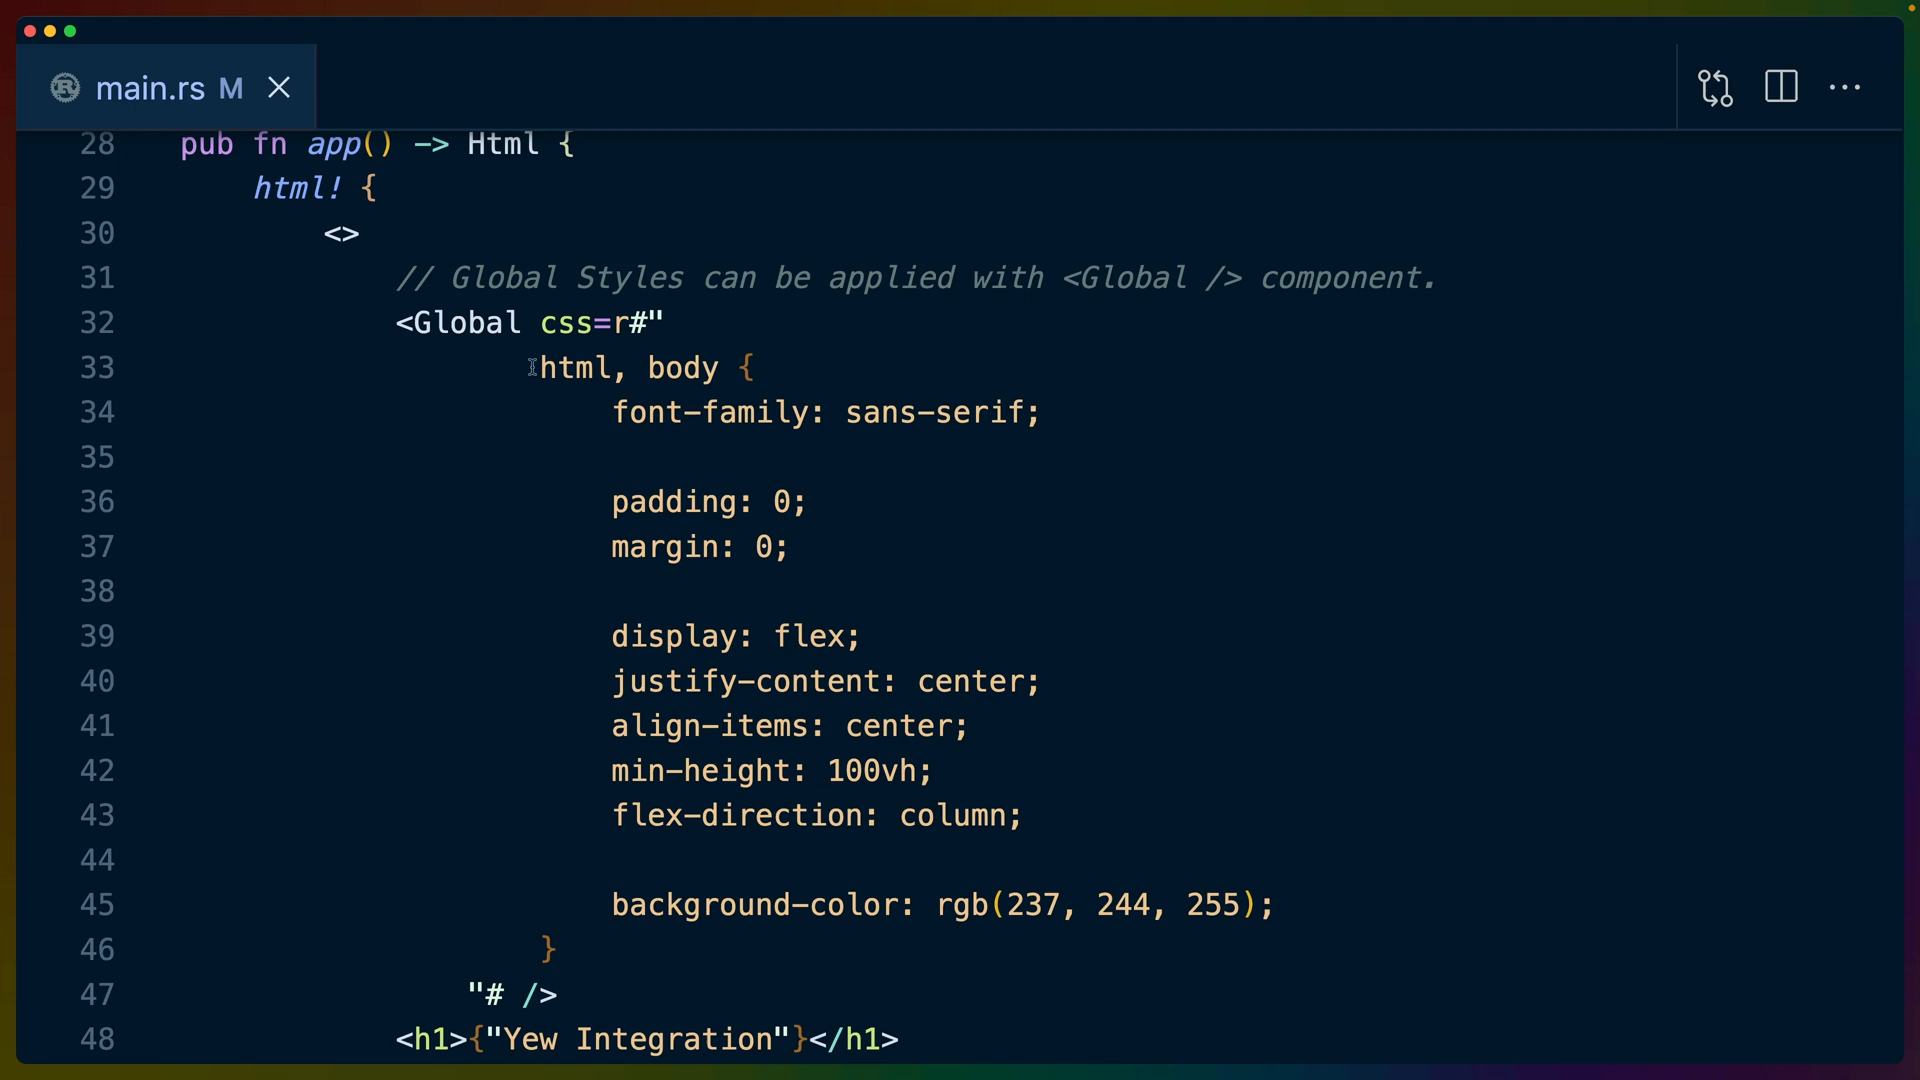 main.rs M
28 pub fn app() -> Html {
29 html! {
30 <>
31 // Global Styles can be applied with <Global /> component.
32 <Global css=r#"
33 html, body {
34 font-family: sans-serif;
35
36 padding: 0;
37 margin: 0;
38
39 display: flex;
40 justify-content: center;
41 align-items: center;
42 min-height: 100vh;
43 flex-direction: column;
44
45 background-color: rgb(237, 244, 255);
46 }
47 "# />
48 <h1>{"Yew Integration"}</h1>